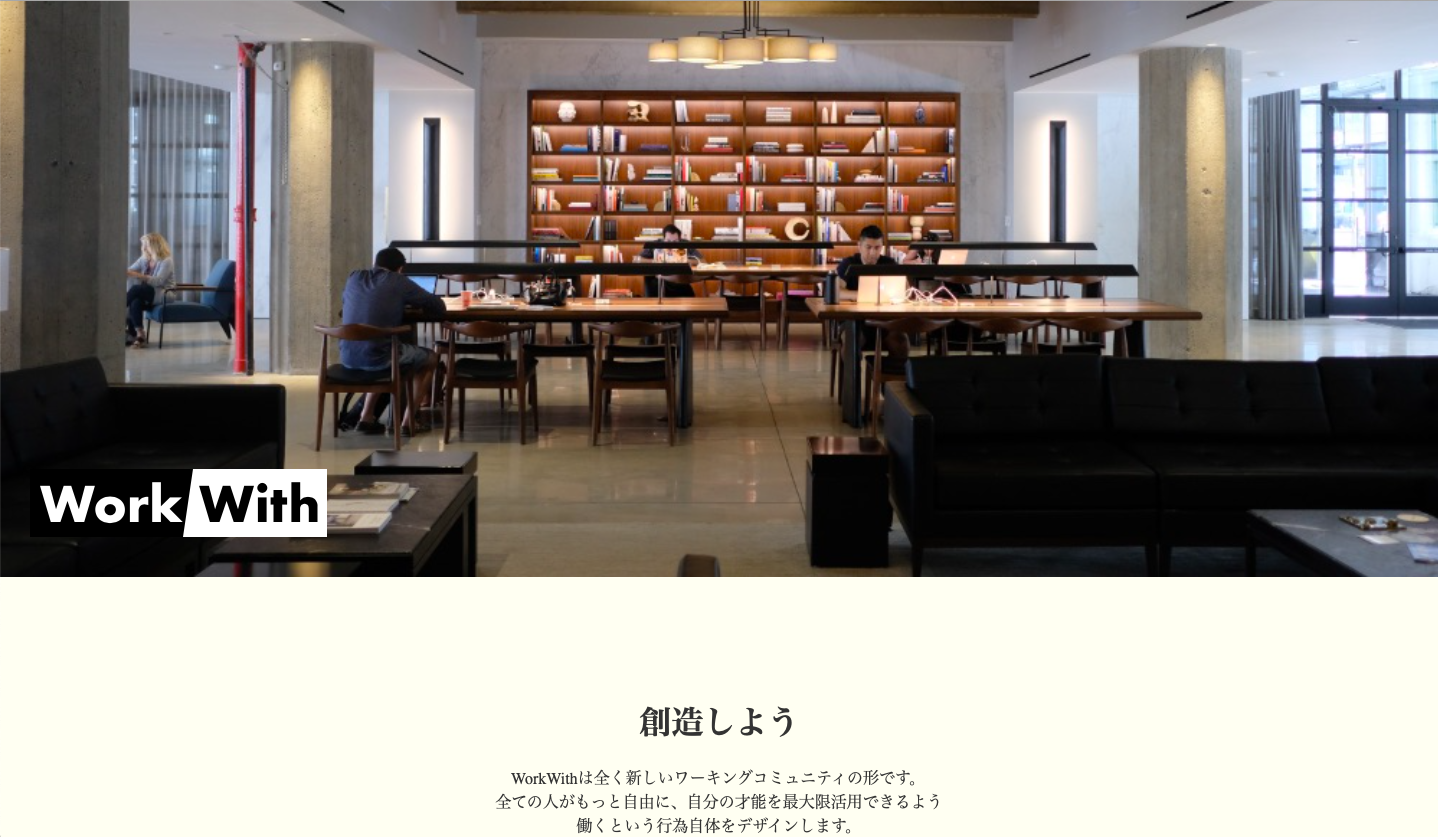 Work With
創造しよう
WorkWithは全く新しいワーキングコミュニティの形です。
全ての人がもっと自由に、自分の才能を最大限活用できるよう
働くという行為自体をデザインします。